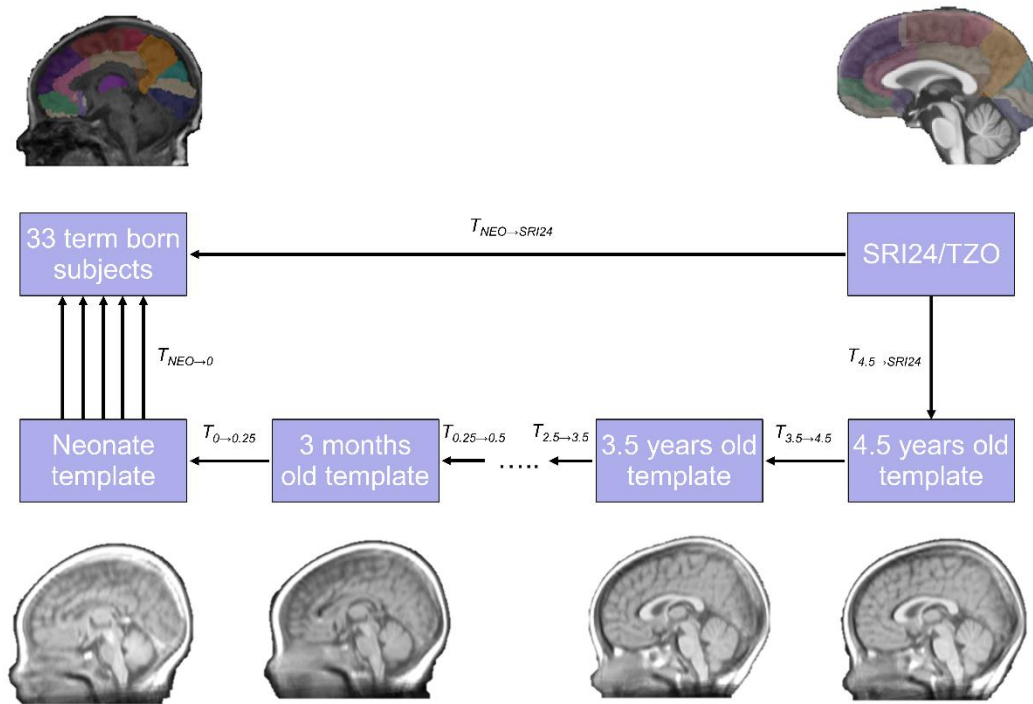 T_NEO→SRI24
33 term born
subjects
SRI24/TZO
T_NEO→0
T_4.5→SRI24
Neonate
template
T_0→0.25
3 months
old template
T_0.25→0.5
.....
T_2.5→3.5
3.5 years old
template
T_3.5→4.5
4.5 years old
template